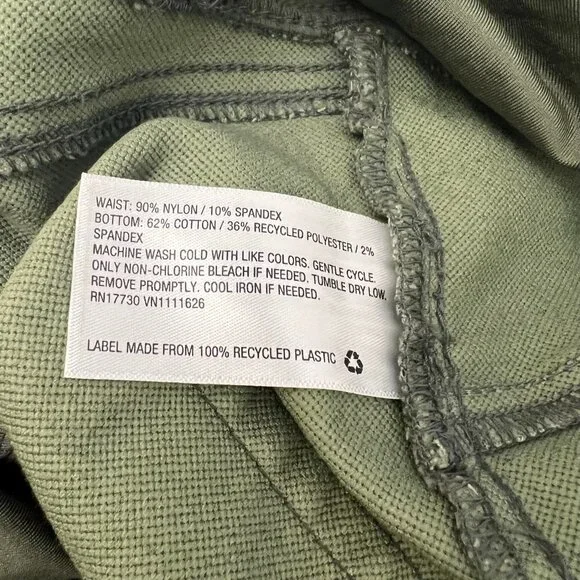 WAIST: 90% NYLON / 10% SPANDEX
BOTTOM: 62% COTTON / 36% RECYCLED POLYESTER / 2%
SPANDEX
MACHINE WASH COLD WITH LIKE COLORS. GENTLE CYCLE.
ONLY NON-CHLORINE BLEACH IF NEEDED. TUMBLE DRY LOW.
REMOVE PROMPTLY. COOL IRON IF NEEDED.
RN17730 VN1111626
LABEL MADE FROM 100% RECYCLED PLASTIC